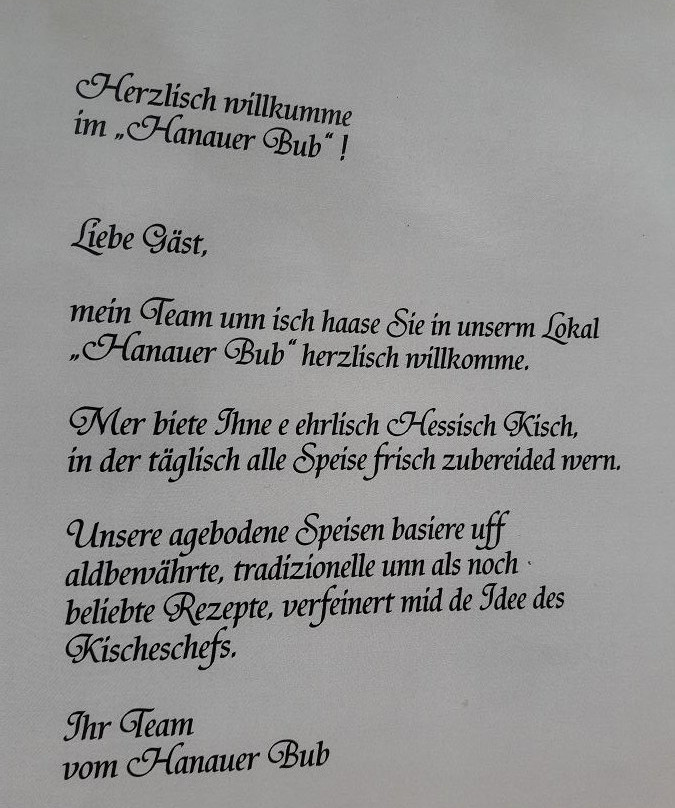 Herzlisch willkumme
im „Hanauer Bub“ !
Liebe Gäst,
mein Team unn isch haase Sie in unserm Lokal
„Hanauer Bub“ herzlisch willkomme.
Mer biete Ihne e ehrlisch Hessisch Kisch,
in der täglisch alle Speise frisch zubereided wern.
Unsere agebodene Speisen basiere uff
aldbewährte, tradizionelle unn als noch
beliebte Rezepte, verfeinert mid de Idee des
Kischeschefs.
Ihr Team
vom Hanauer Bub